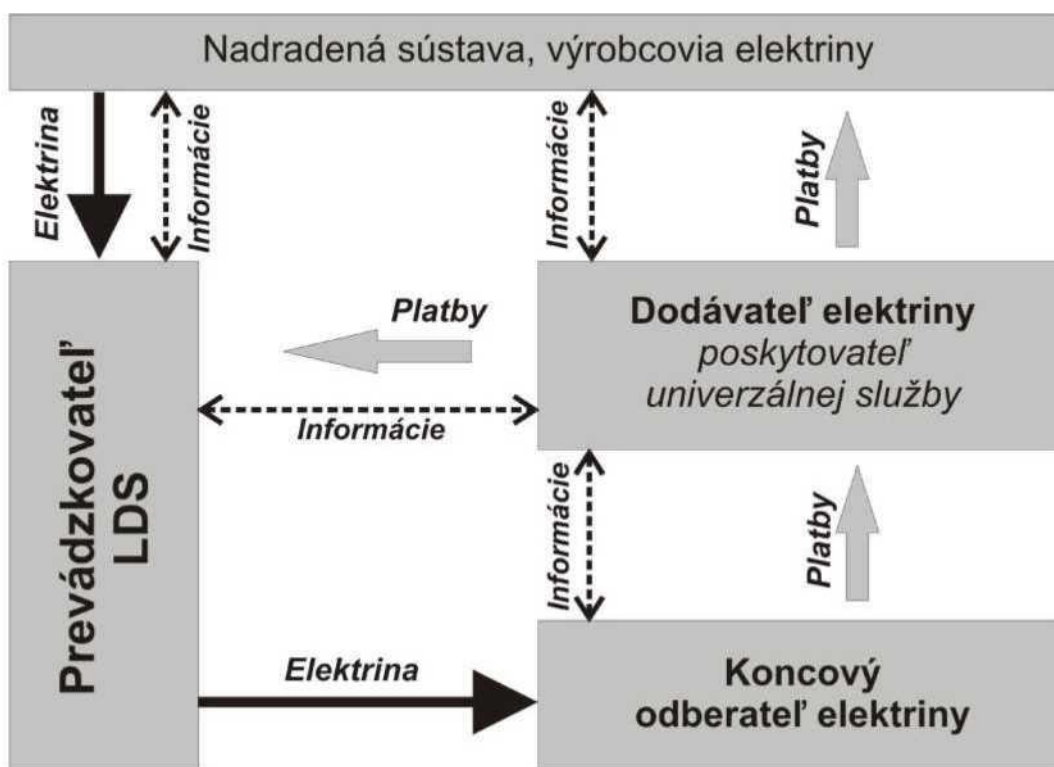 Nadradená sústava, výrobcovia elektriny
Elektrina
Informácie
Informácie
Platby
Platby
Dodávateľ elektriny
poskytovateľ
univerzálnej služby
Prevádzkovateľ
LDS
Informácie
Informácie
Platby
Elektrina
Koncový
odberateľ elektriny